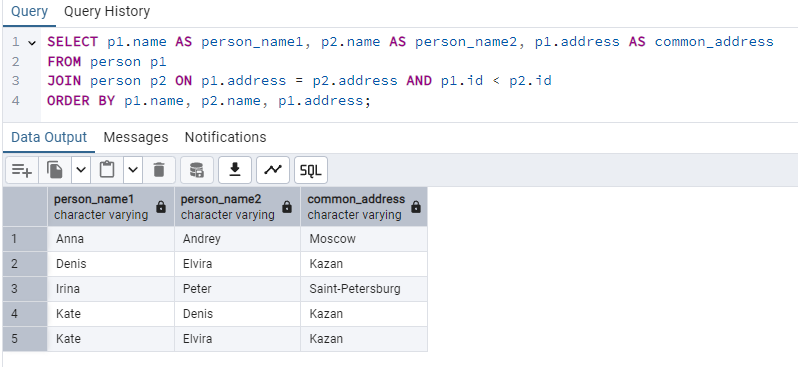 Query Query History
1 SELECT p1.name AS person_name1, p2.name AS person_name2, p1.address AS common_address
2 FROM person p1
3 JOIN person p2 ON p1.address = p2.address AND p1.id < p2.id
4 ORDER BY p1.name, p2.name, p1.address;
Data Output Messages Notifications
SQL
person_name1 person_name2 common_address
character varying character varying character varying
1 Anna Andrey Moscow
2 Denis Elvira Kazan
3 Irina Peter Saint-Petersburg
4 Kate Denis Kazan
5 Kate Elvira Kazan